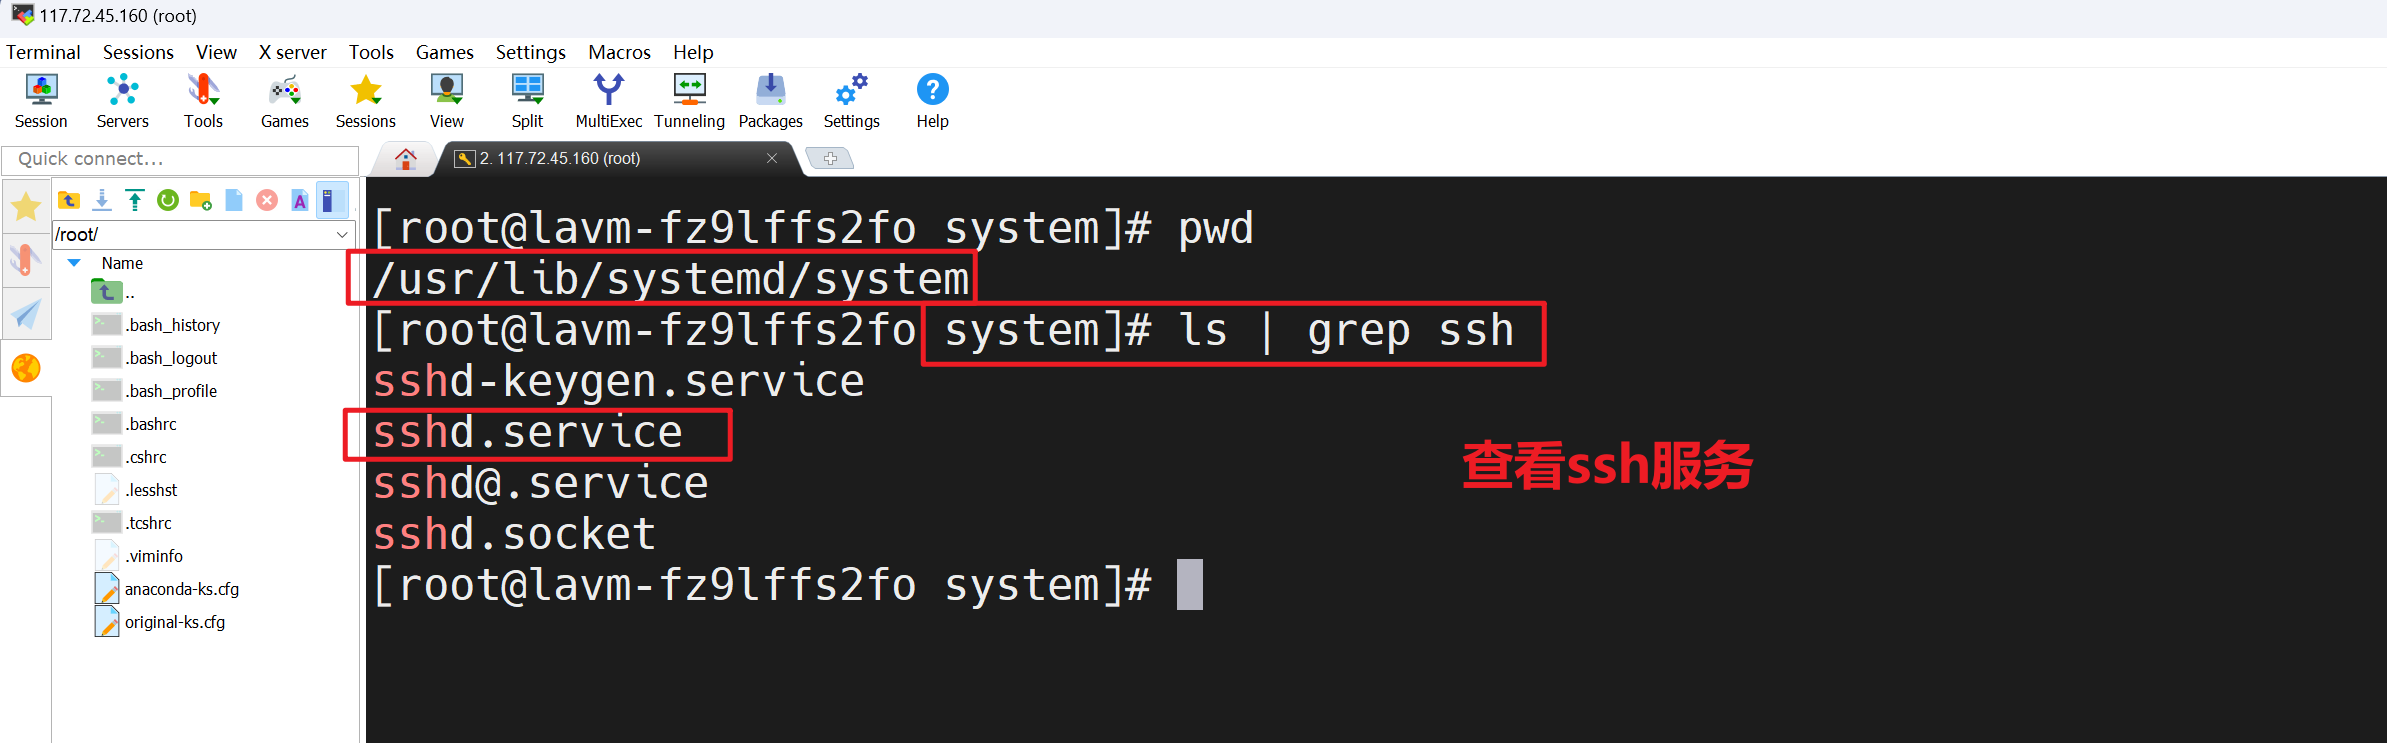 117.72.45.160 (root)
Terminal Sessions View X server Tools Games Settings Macros Help
Session Servers Tools Games Sessions View Split MultiExec Tunneling Packages Settings Help
Quick connect...
2. 117.72.45.160 (root)
/root/
Name
..
.bash_history
.bash_logout
.bash_profile
.bashrc
.cshrc
.lesshst
.tcshrc
.viminfo
anaconda-ks.cfg
original-ks.cfg
[root@lavm-fz9lffs2fo system]# pwd
/usr/lib/systemd/system
[root@lavm-fz9lffs2fo system]# ls | grep ssh
sshd-keygen.service
sshd.service
sshd@.service
sshd.socket
[root@lavm-fz9lffs2fo system]#
查看ssh服务